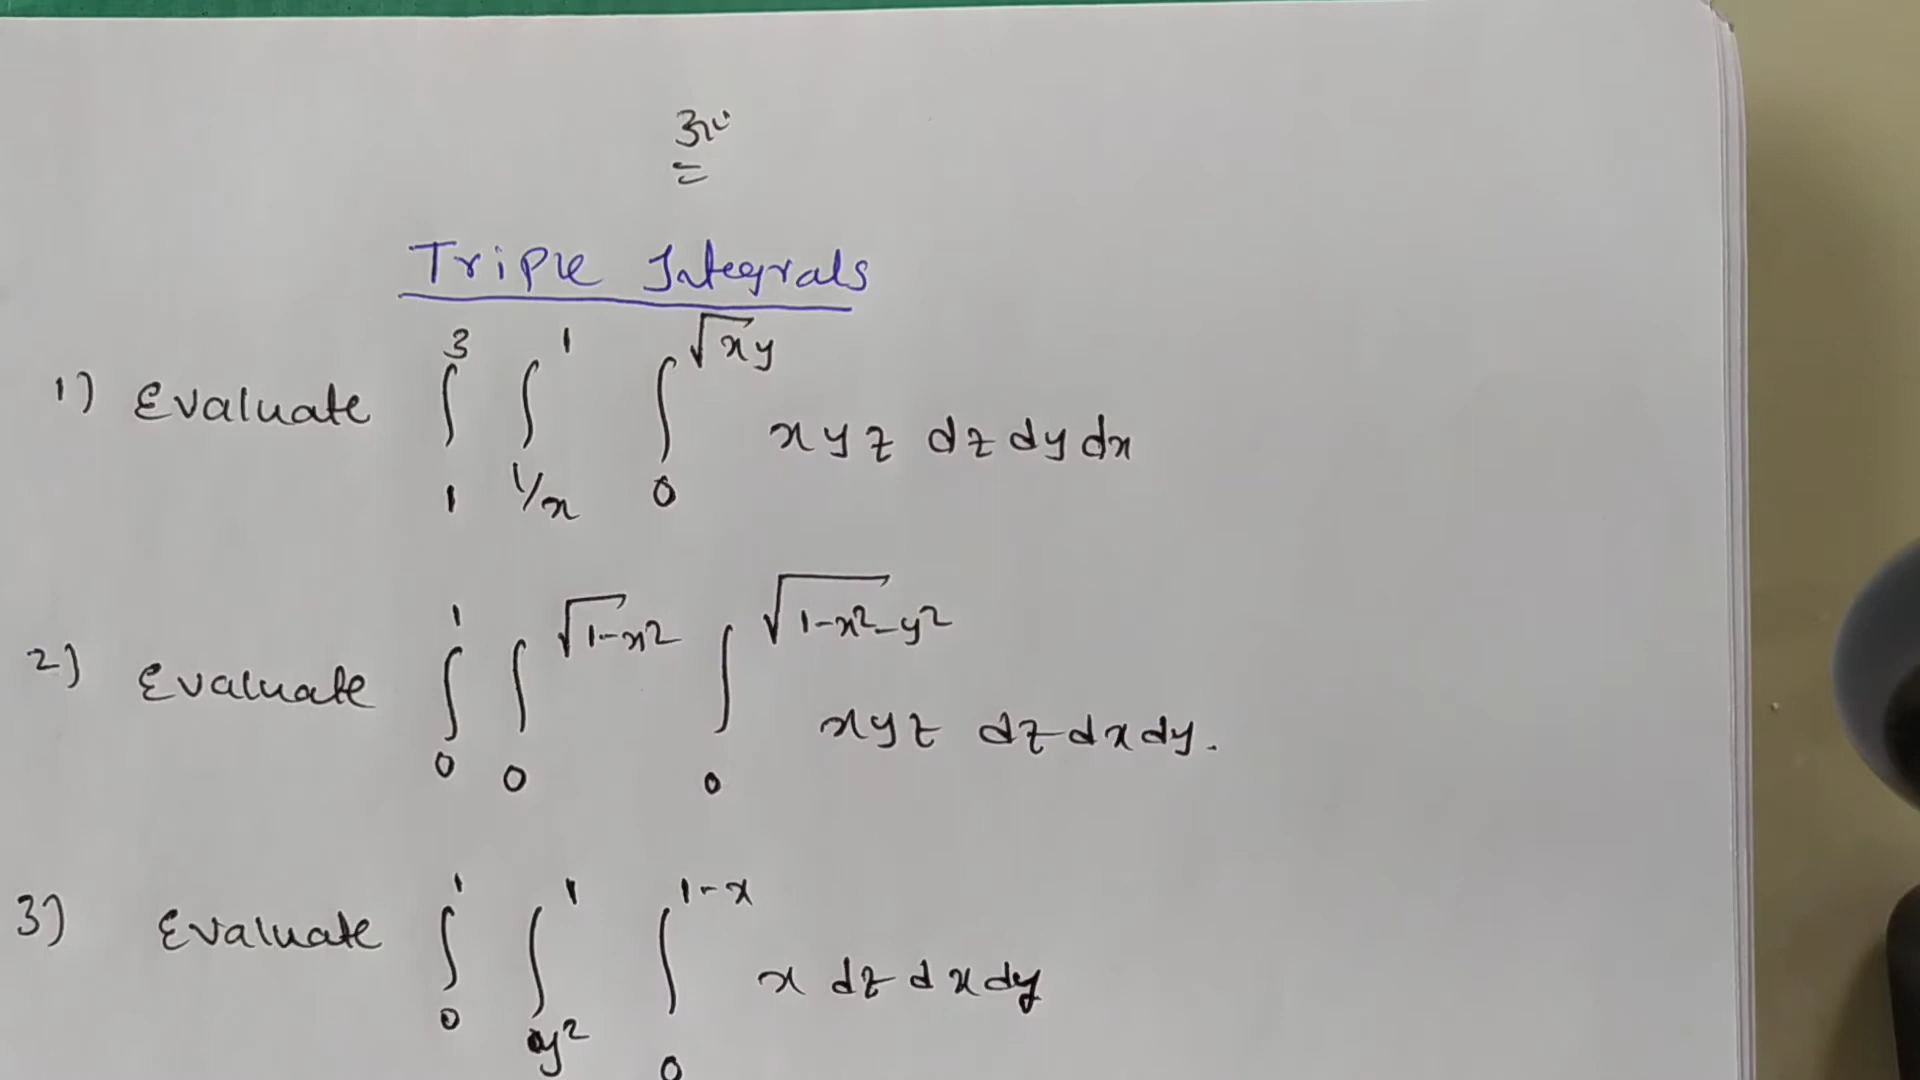 Triple Integrals
1) Evaluate ∫₁³ ∫_{1/x}^{1} ∫₀^{√xy} xyz dz dy dx
2) Evaluate ∫₀¹ ∫₀^{√1-x²} ∫₀^{√1-x²-y²} xyz dz dx dy.
3) Evaluate ∫₀¹ ∫_{y²}^{1} ∫₀^{1-x} x dz dx dy